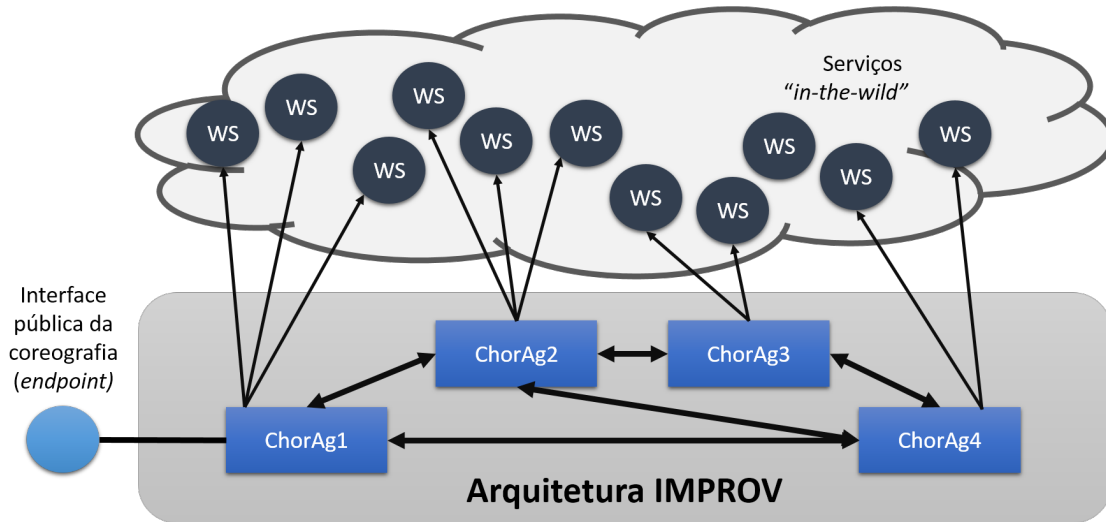 Serviços
“in-the-wild”
WS
WS
WS
WS
WS
WS
WS
WS
WS
WS
WS
Interface
pública da
coreografia
(endpoint)
ChorAg2
ChorAg3
ChorAg1
ChorAg4
Arquitetura IMPROV